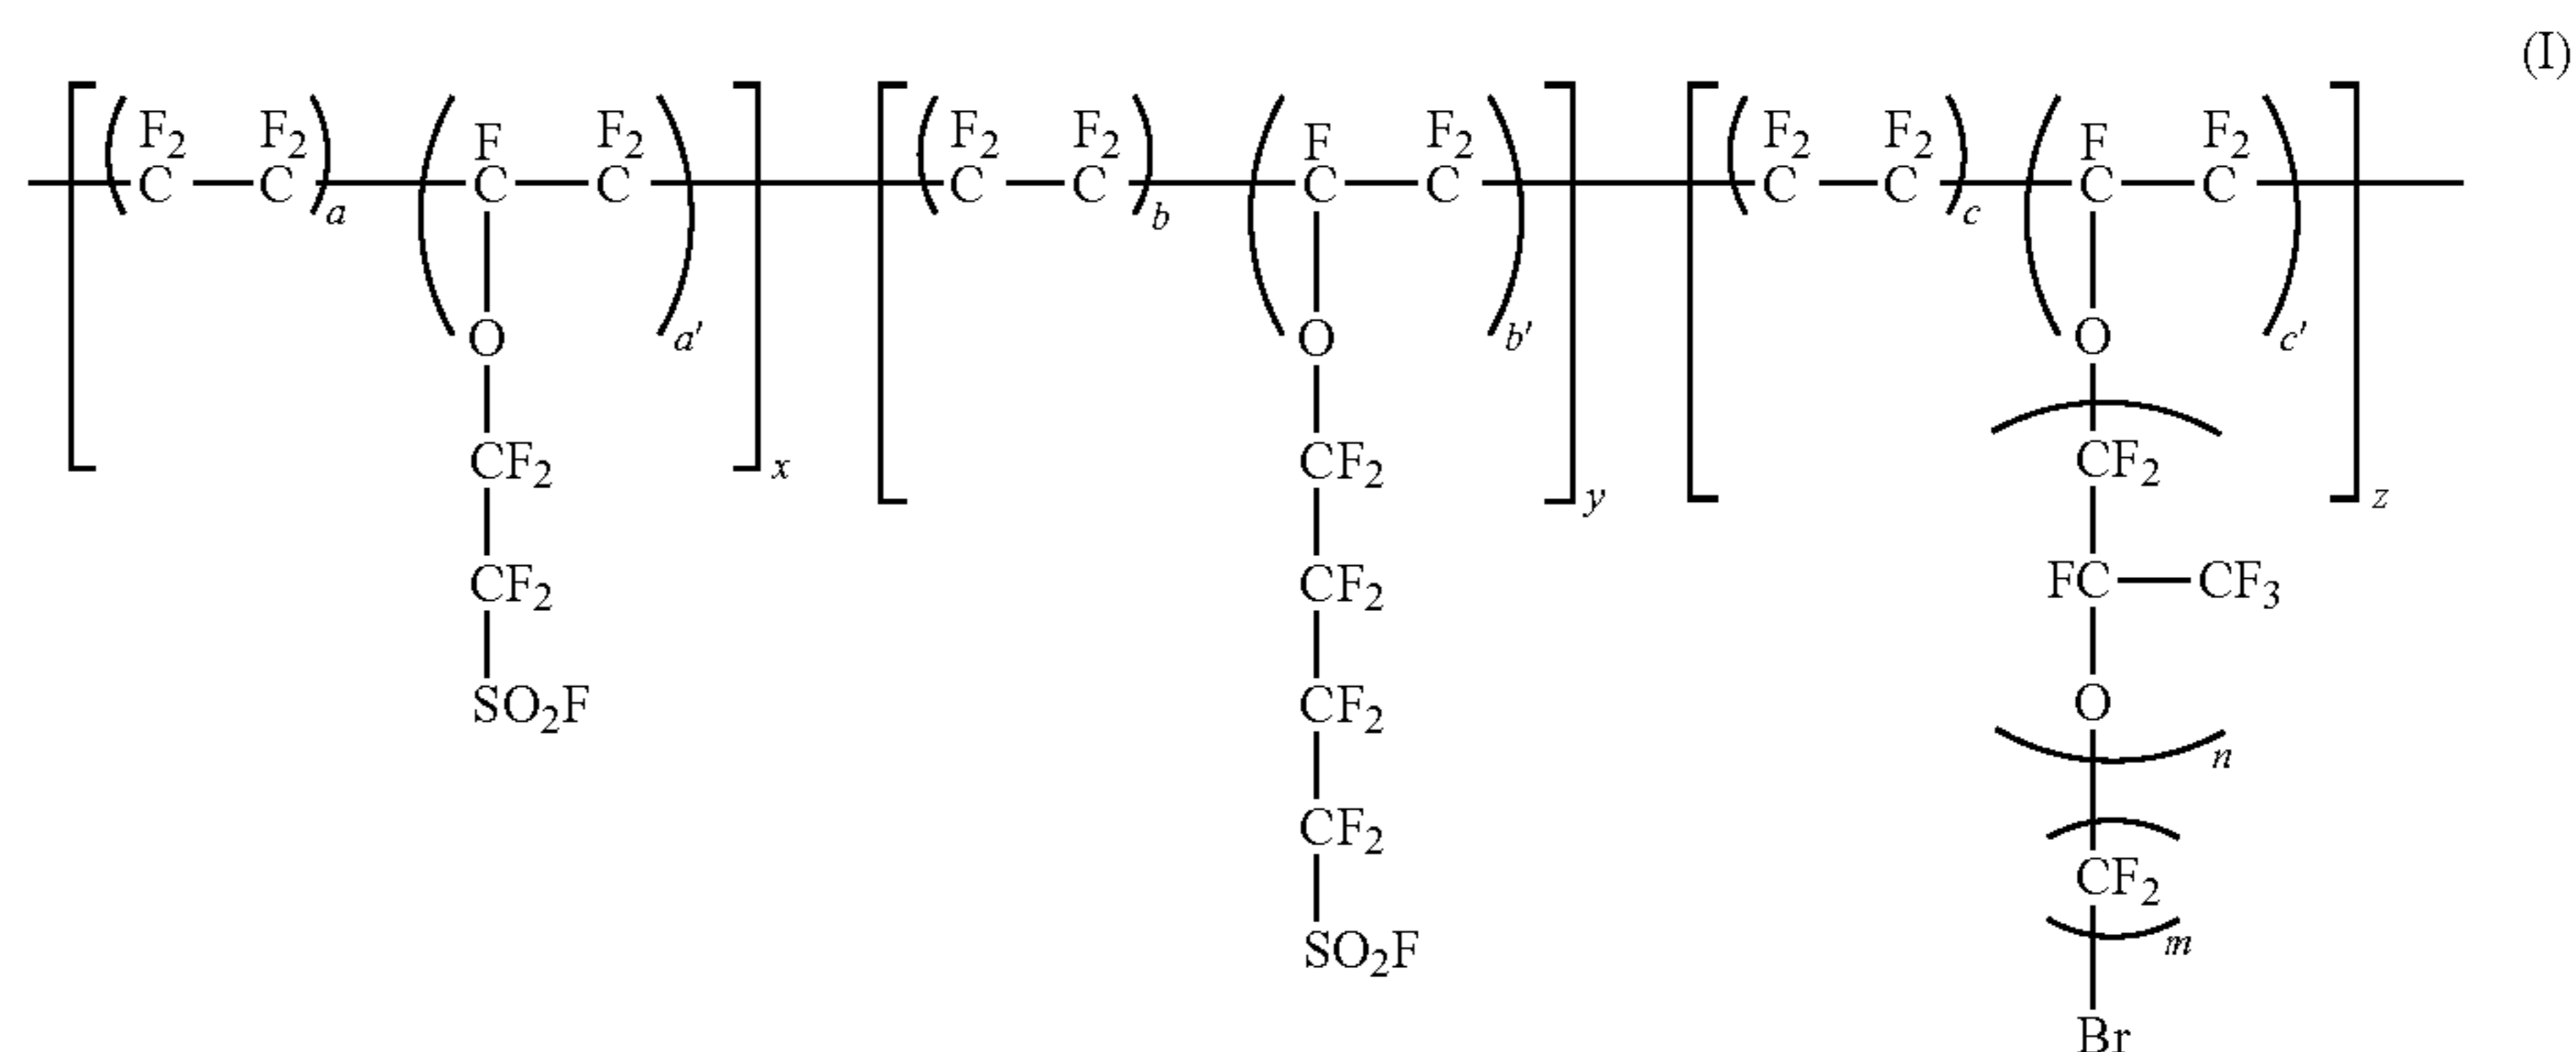 (I)
F₂ F₂ F F₂ F₂ F₂ F F₂ F₂ F₂ F F₂
C C a C C a' x C C b C C b' y C C c C C c' z
O O O
CF₂ CF₂ CF₂
CF₂ CF₂ FC CF₃
SO₂F CF₂ O n
CF₂ CF₂ m
SO₂F Br